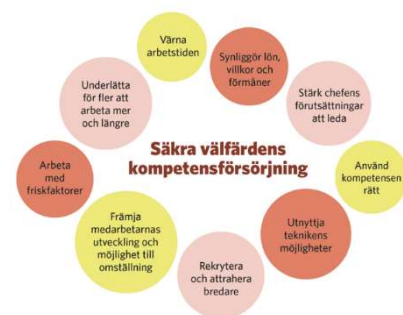 Värna
arbetstiden
Synliggör lön,
villkor och
förmåner
Underlätta
för fler att
arbeta mer
och längre
Stärk chefens
förutsättningar
att leda
Säkra välfärdens
kompetensförsörjning
Arbeta
med
friskfaktorer
Använd
kompetensen
rätt
Främja
medarbetarnas
utveckling och
möjlighet till
omställning
Utnyttja
teknikens
möjligheter
Rekrytera
och attrahera
bredare